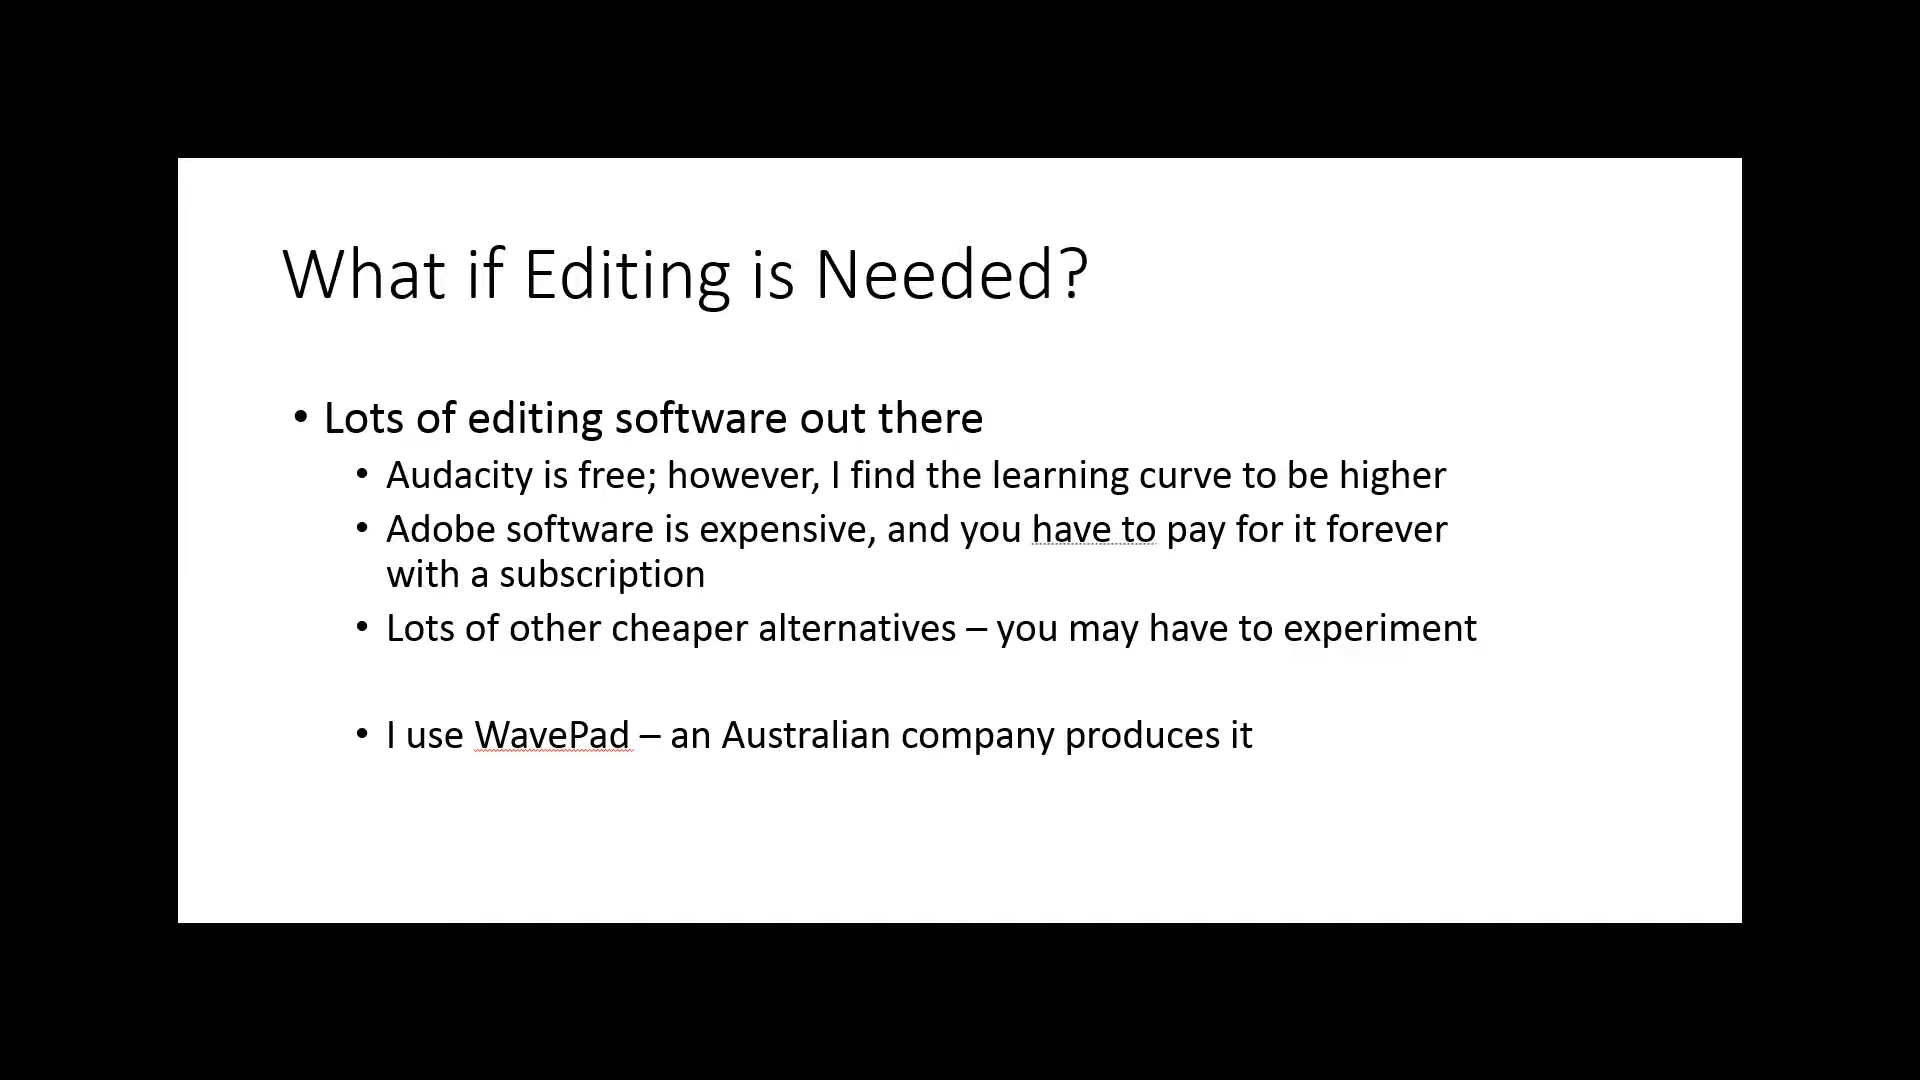 What if Editing is Needed?
• Lots of editing software out there
• Audacity is free; however, I find the learning curve to be higher
• Adobe software is expensive, and you have to pay for it forever
with a subscription
• Lots of other cheaper alternatives – you may have to experiment
• I use WavePad – an Australian company produces it